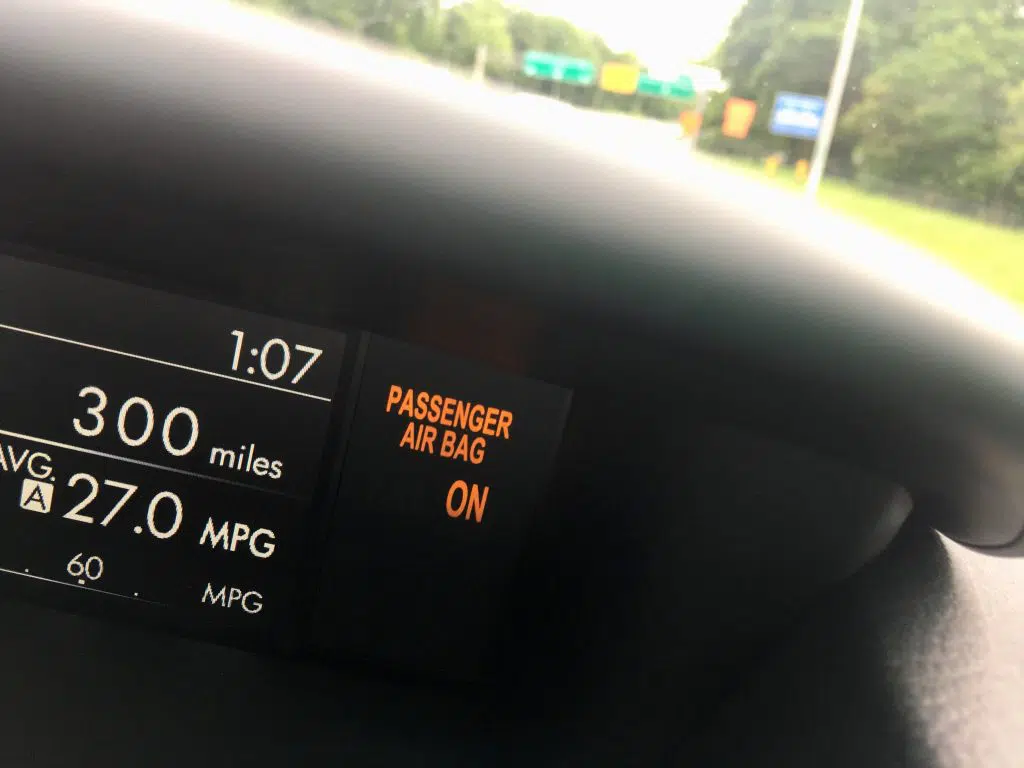 1:07
300 miles
AVG.
A 27.0 MPG
60
MPG
PASSENGER
AIR BAG
ON